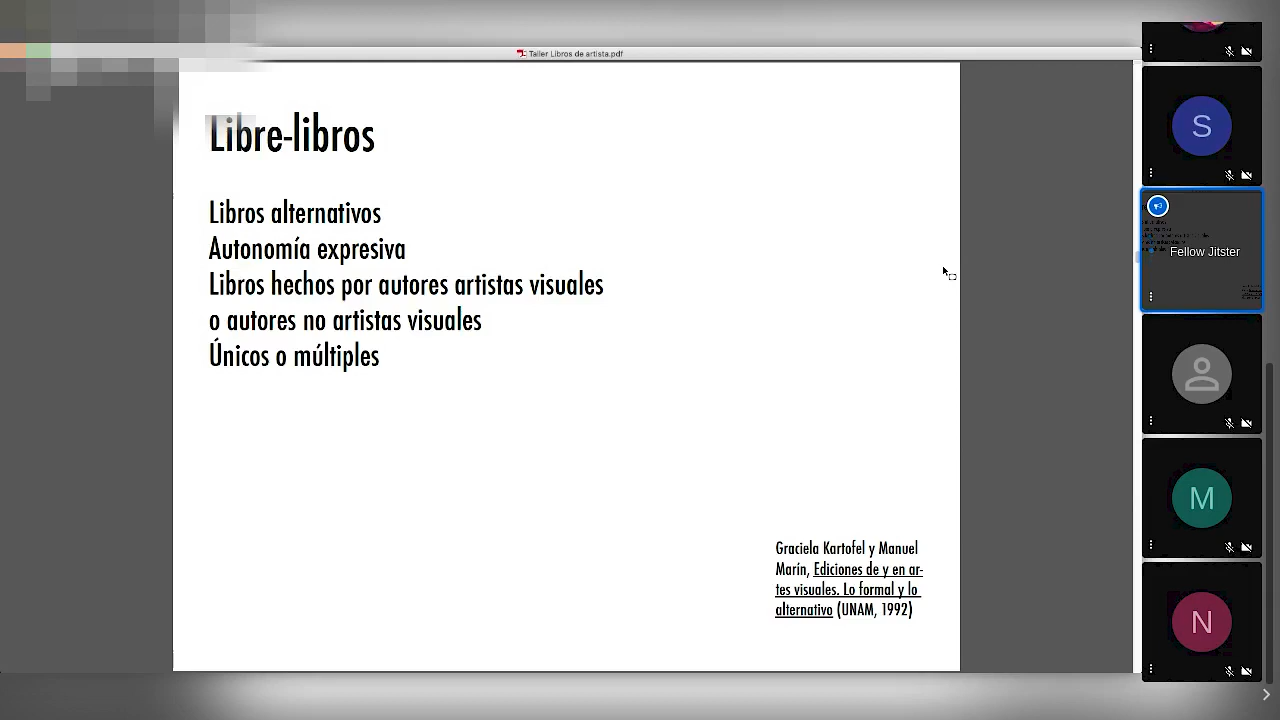 Taller Libros de artista.pdf
Libre-libros
Libros alternativos
Autonomía expresiva
Libros hechos por autores artistas visuales
o autores no artistas visuales
Únicos o múltiples
Graciela Kartofel y Manuel
Marín, Ediciones de y en ar-
tes visuales. Lo formal y lo
alternativo (UNAM, 1992)
S
Fellow Jitster
M
N